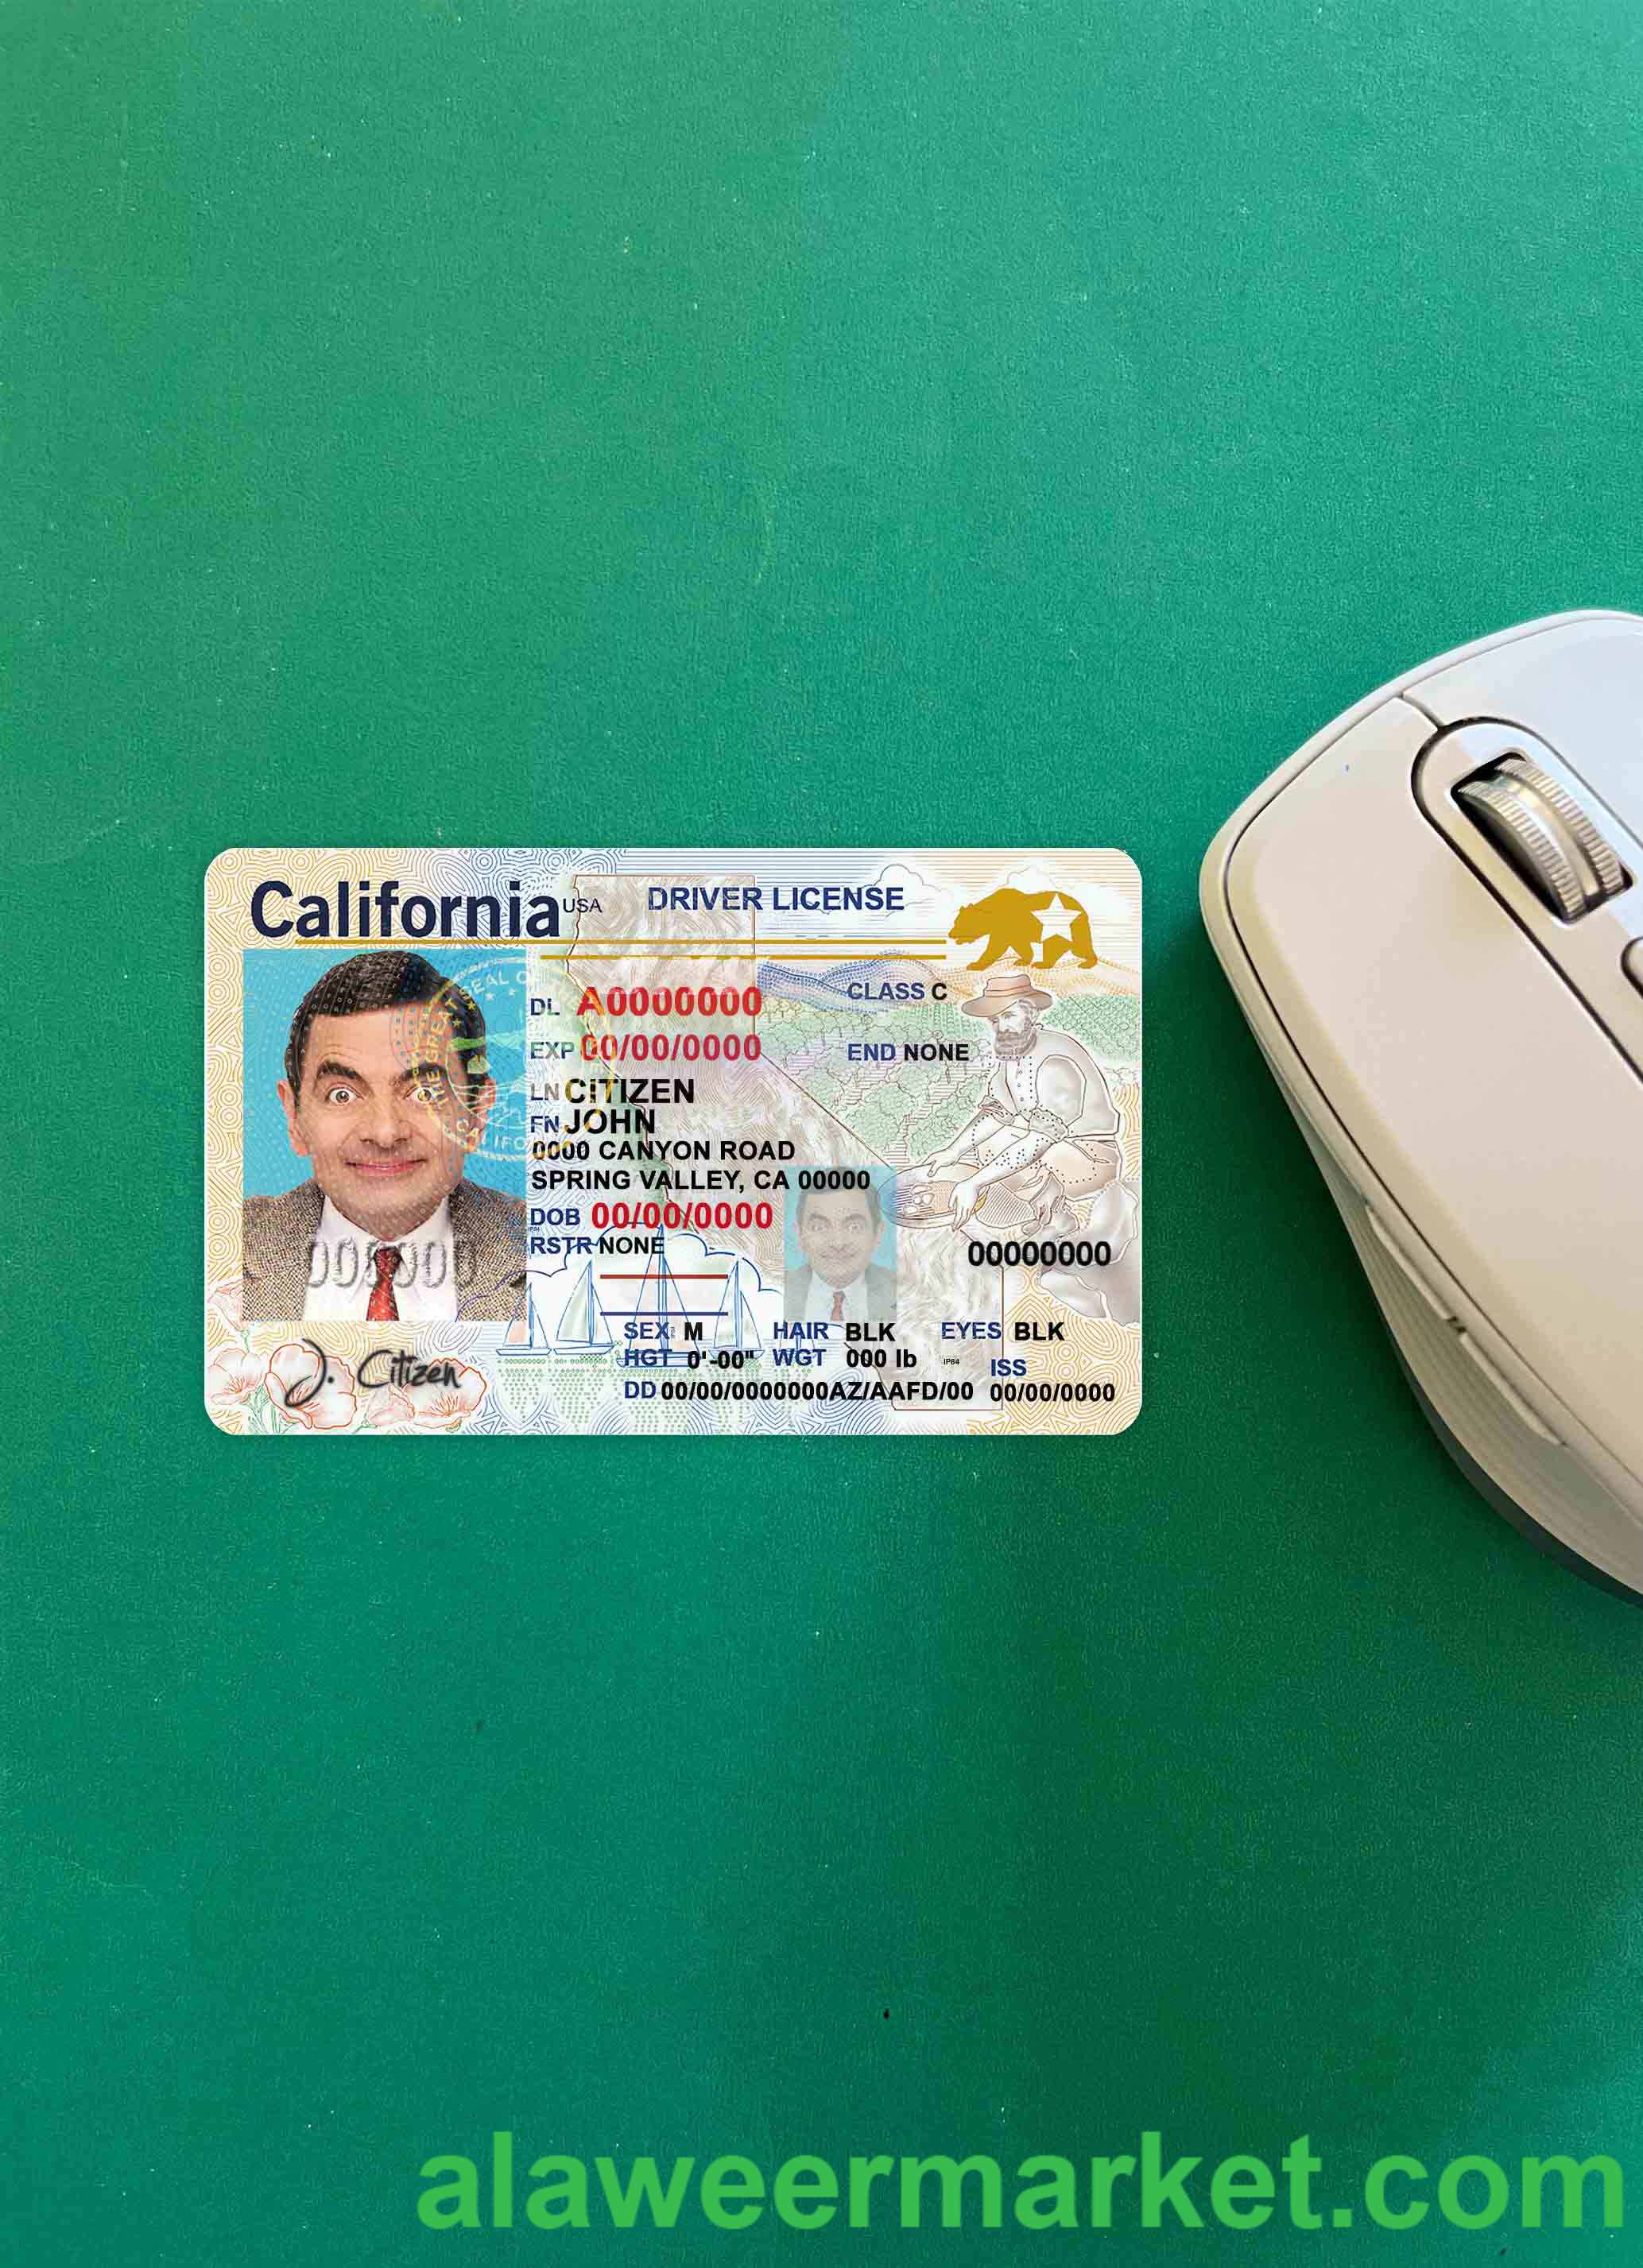 California USA DRIVER LICENSE
DL A0000000 CLASS C
EXP 00/00/0000 END NONE
LN CiTIZEN
FN JOHN
0000 CANYON ROAD
SPRING VALLEY, CA 00000
DOB 00/00/0000
RSTR NONE
00000000
SEX M HAIR BLK EYES BLK
HGT 0'-00" WGT 000 lb IP84 ISS
DD 00/00/0000000AZ/AAFD/00 00/00/0000
J. Citizen
alaweermarket.com